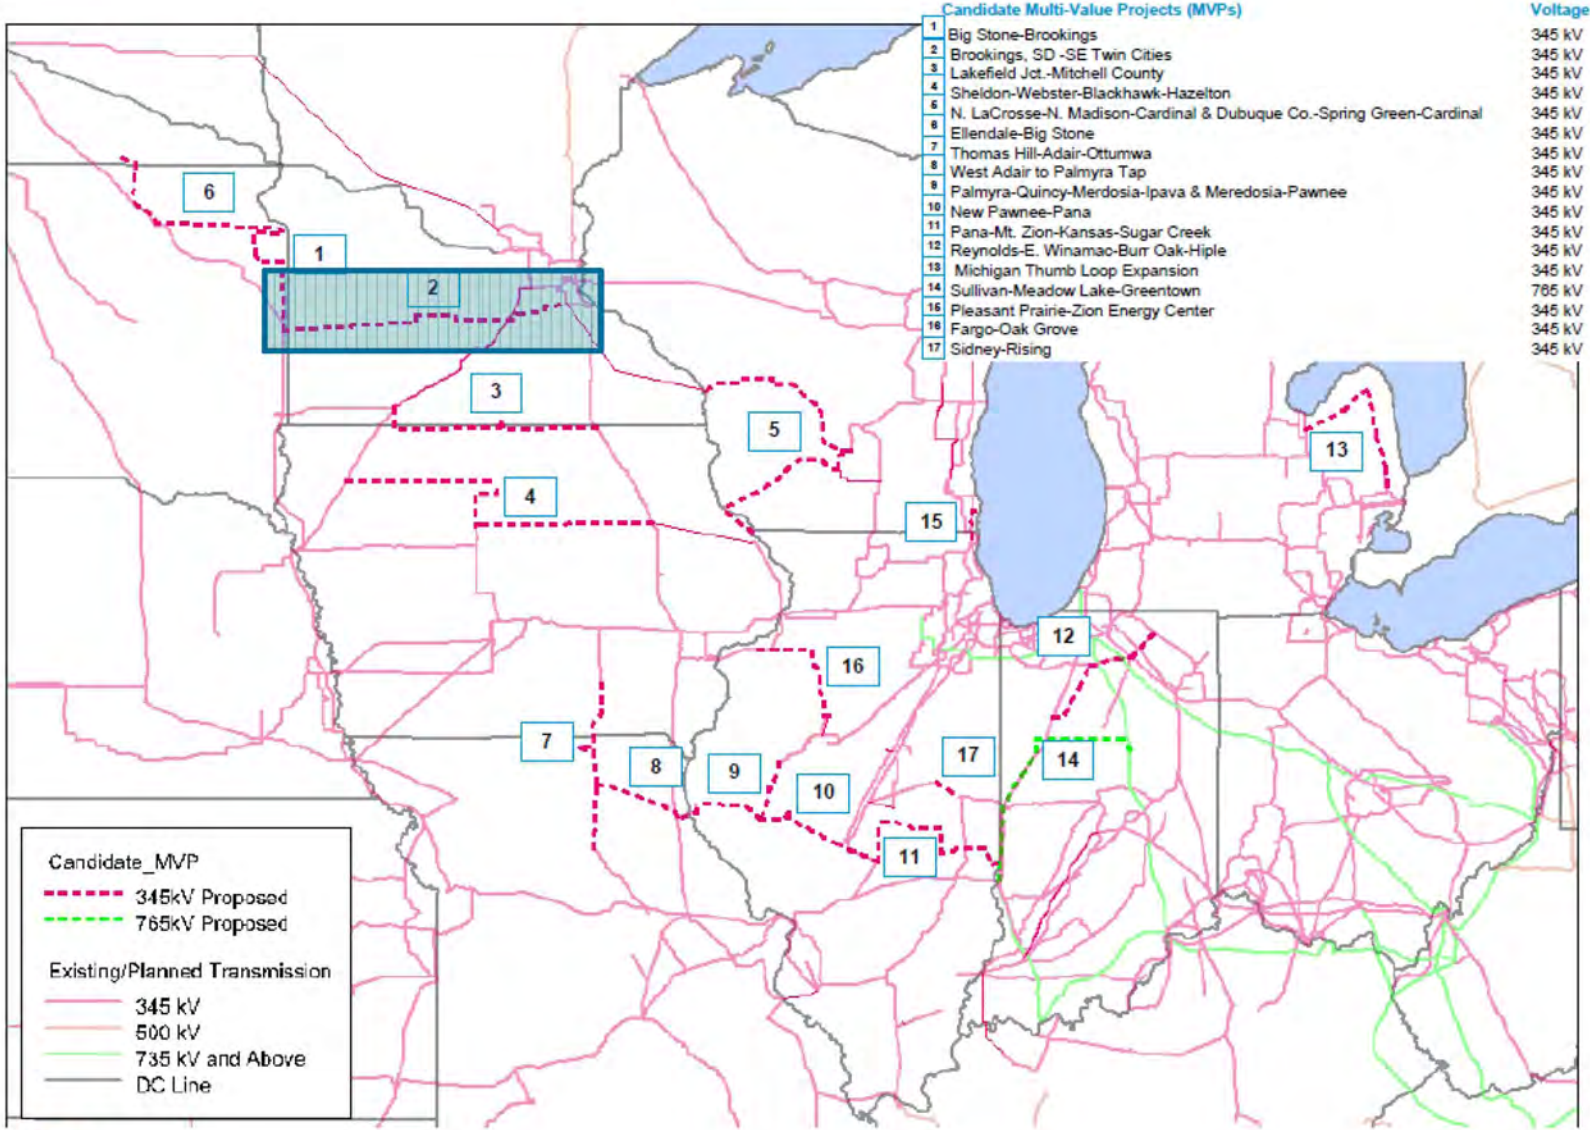 Candidate Multi-Value Projects (MVPs) Voltage
1 Big Stone-Brookings 345 kV
2 Brookings, SD -SE Twin Cities 345 kV
3 Lakefield Jct.-Mitchell County 345 kV
4 Sheldon-Webster-Blackhawk-Hazelton 345 kV
5 N. LaCrosse-N. Madison-Cardinal & Dubuque Co.-Spring Green-Cardinal 345 kV
6 Ellendale-Big Stone 345 kV
7 Thomas Hill-Adair-Ottumwa 345 kV
8 West Adair to Palmyra Tap 345 kV
9 Palmyra-Quincy-Merdosia-Ipava & Meredosia-Pawnee 345 kV
10 New Pawnee-Pana 345 kV
11 Pana-Mt. Zion-Kansas-Sugar Creek 345 kV
12 Reynolds-E. Winamac-Burr Oak-Hiple 345 kV
13 Michigan Thumb Loop Expansion 345 kV
14 Sullivan-Meadow Lake-Greentown 765 kV
15 Pleasant Prairie-Zion Energy Center 345 kV
16 Fargo-Oak Grove 345 kV
17 Sidney-Rising 345 kV
6
1
2
3
5
13
4
15
12
16
7
8
9
17
14
10
11
Candidate_MVP
345kV Proposed
765kV Proposed
Existing/Planned Transmission
345 kV
500 kV
735 kV and Above
DC Line